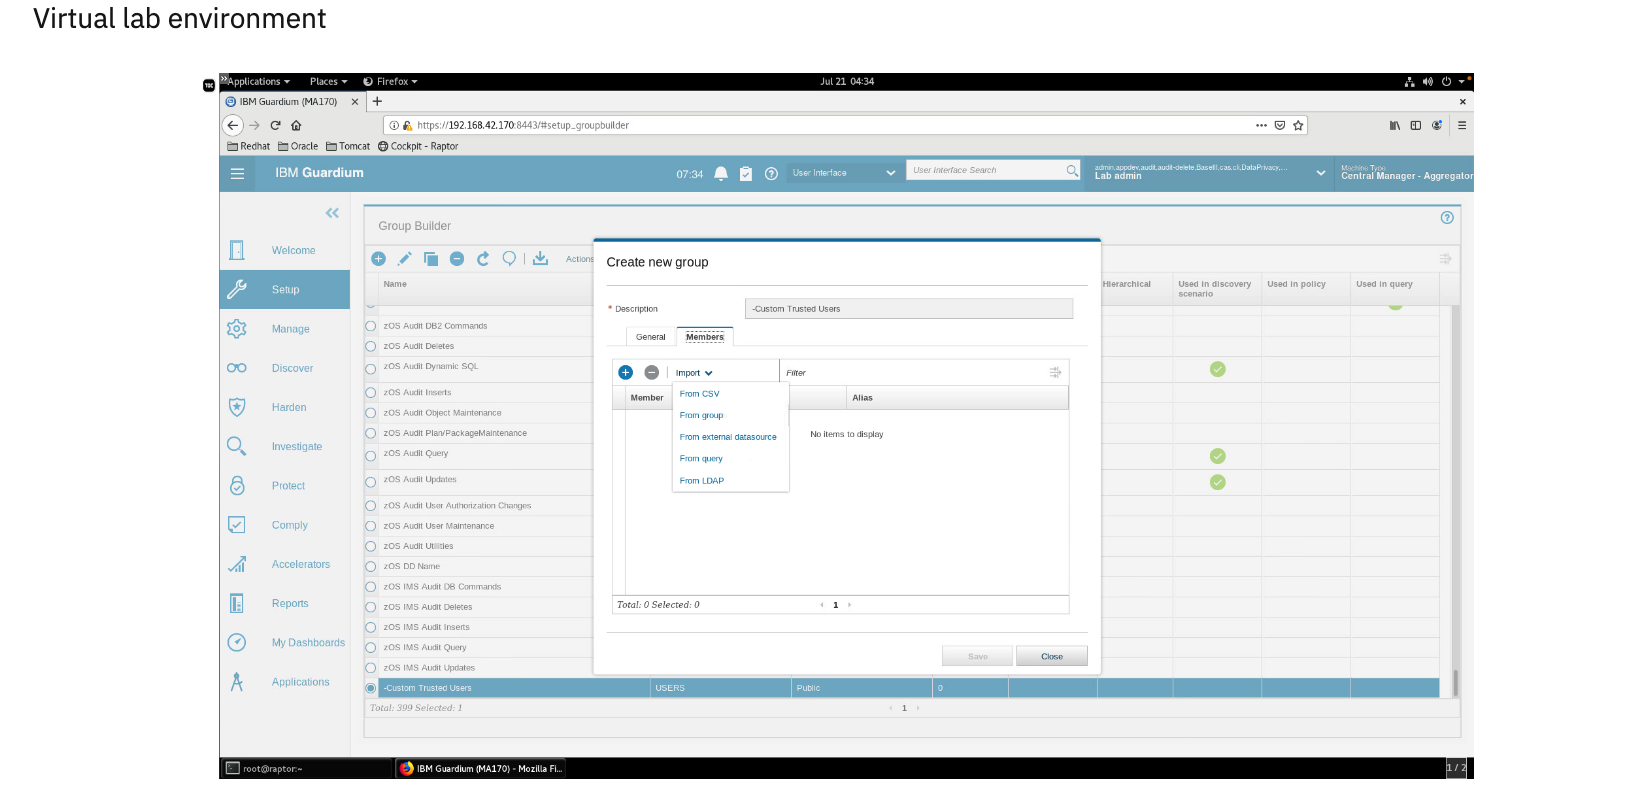 Virtual lab environment
Applications Places Firefox Jul 21 04:34
IBM Guardium (MA170)
https://192.168.42.170:8443/#setup_groupbuilder
Redhat Oracle Tomcat Cockpit - Raptor
IBM Guardium 07:34 User Interface User Interface Search
admin,appdev,audit,audit-delete,BaselII,cas,cli,DataPrivacy,...
Lab admin
Machine Type
Central Manager - Aggregator
Welcome
Setup
Manage
Discover
Harden
Investigate
Protect
Comply
Accelerators
Reports
My Dashboards
Applications
Group Builder
Actions
Name
Hierarchical
Used in discovery scenario
Used in policy
Used in query
zOS Audit DB2 Commands
zOS Audit Deletes
zOS Audit Dynamic SQL
zOS Audit Inserts
zOS Audit Object Maintenance
zOS Audit Plan/PackageMaintenance
zOS Audit Query
zOS Audit Updates
zOS Audit User Authorization Changes
zOS Audit User Maintenance
zOS Audit Utilities
zOS DD Name
zOS IMS Audit DB Commands
zOS IMS Audit Deletes
zOS IMS Audit Inserts
zOS IMS Audit Query
zOS IMS Audit Updates
-Custom Trusted Users USERS Public 0
Total: 399 Selected: 1
1
Create new group
* Description -Custom Trusted Users
General Members
Import Filter
Member Alias
From CSV
From group
From external datasource
From query
From LDAP
No items to display
Total: 0 Selected: 0
1
Save Close
root@raptor:~ IBM Guardium (MA170) - Mozilla Fi... 1 / 2